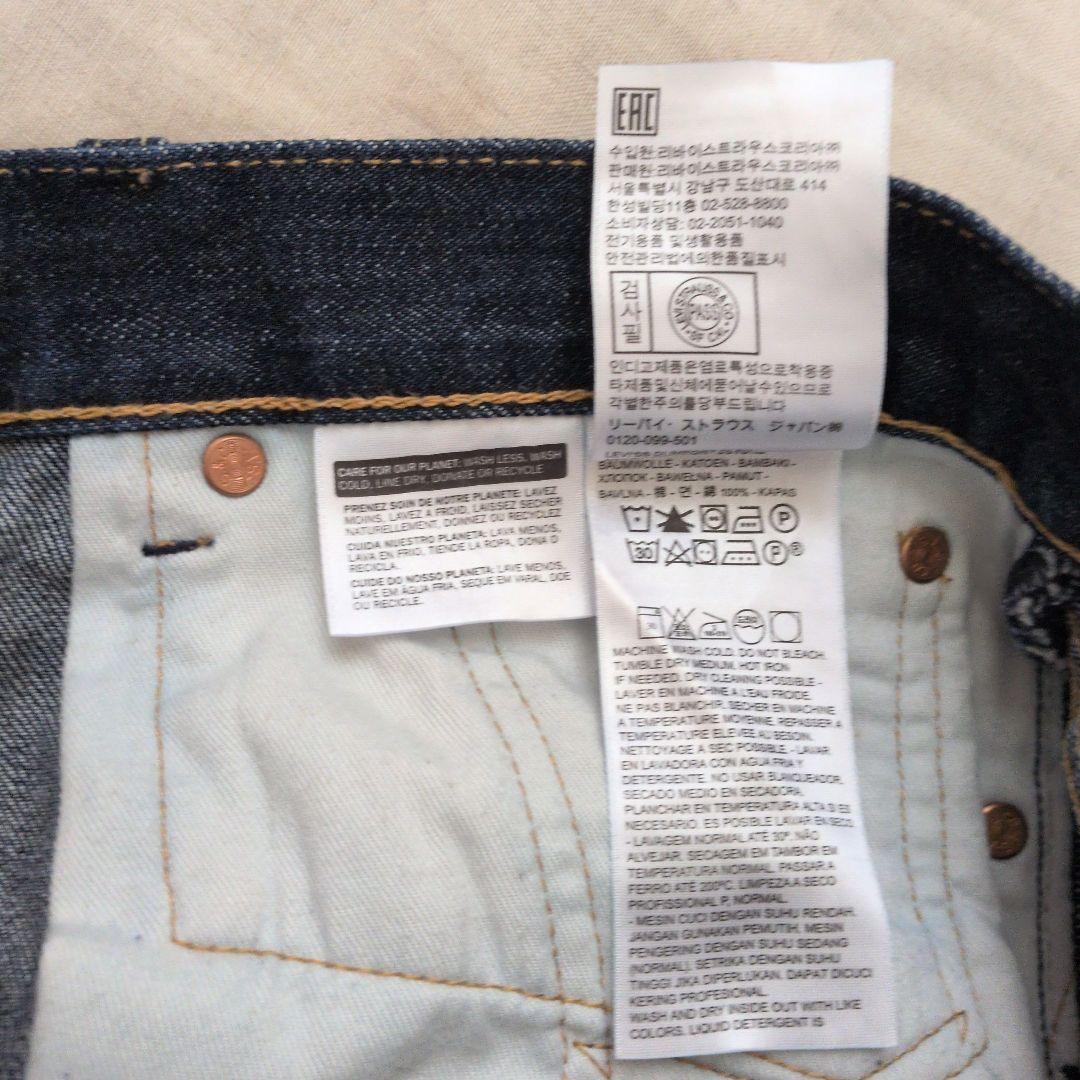 EAC
수입원:리바이스트라우스코리아㈜
판매원:리바이스트라우스코리아㈜
서울특별시 강남구 도산대로 414
한성빌딩11층 02-528-8800
소비자상담: 02-2051-1040
전기용품 및생활용품
안전관리법에의한품질표시
검사필
LEVI STRAUSS & CO
PASS
SF CAL
인디고제품은염료특성으로착용중
타제품및신체에묻어날수있으므로
각별한주의를당부드립니다
リーバイ・ストラウス ジャパン㈱
0120-099-501
CARE FOR OUR PLANET: WASH LESS, WASH
COLD, LINE DRY, DONATE OR RECYCLE
PRENEZ SOIN DE NOTRE PLANETE: LAVEZ
MOINS, LAVEZ A FROID, LAISSEZ SECHER
NATURELLEMENT, DONNEZ OU RECYCLEZ
CUIDA NUESTRO PLANETA: LAVA MENOS,
LAVA EN FRIO, TIENDE LA ROPA, DONA O
RECICLA.
CUIDE DO NOSSO PLANETA: LAVE MENOS,
LAVE EM AGUA FRIA, SEQUE EM VARAL, DOE
OU RECICLE.
BAUMWOLLE - KATOEN - BAMBAKI -
ХЛОПОК - BAWEŁNA - PAMUT -
BAVLNA - 棉 - 면 - 綿 100% - KAPAS
P
30 P
MACHINE WASH COLD. DO NOT BLEACH.
TUMBLE DRY MEDIUM. HOT IRON
IF NEEDED. DRY CLEANING POSSIBLE -
LAVER EN MACHINE A L'EAU FROIDE.
NE PAS BLANCHIR. SECHER EN MACHINE
A TEMPERATURE MOYENNE. REPASSER A
TEMPERATURE ELEVEE AU BESOIN.
NETTOYAGE A SEC POSSIBLE. - LAVAR
EN LAVADORA CON AGUA FRIA Y
DETERGENTE. NO USAR BLANQUEADOR.
SECADO MEDIO EN SECADORA.
PLANCHAR EN TEMPERATURA ALTA SI ES
NECESARIO. ES POSIBLE LAVAR EN SECO.
- LAVAGEM NORMAL ATÉ 30º. NÃO
ALVEJAR. SECAGEM EM TAMBOR EM
TEMPERATURA NORMAL. PASSAR A
FERRO ATÉ 200ºC. LIMPEZA A SECO
PROFISSIONAL P, NORMAL.
- MESIN CUCI DENGAN SUHU RENDAH.
JANGAN GUNAKAN PEMUTIH. MESIN
PENGERING DENGAN SUHU SEDANG
(NORMAL). SETRIKA DENGAN SUHU
TINGGI JIKA DIPERLUKAN. DAPAT DICUCI
KERING PROFESIONAL.
WASH AND DRY INSIDE OUT WITH LIKE
COLORS. LIQUID DETERGENT IS